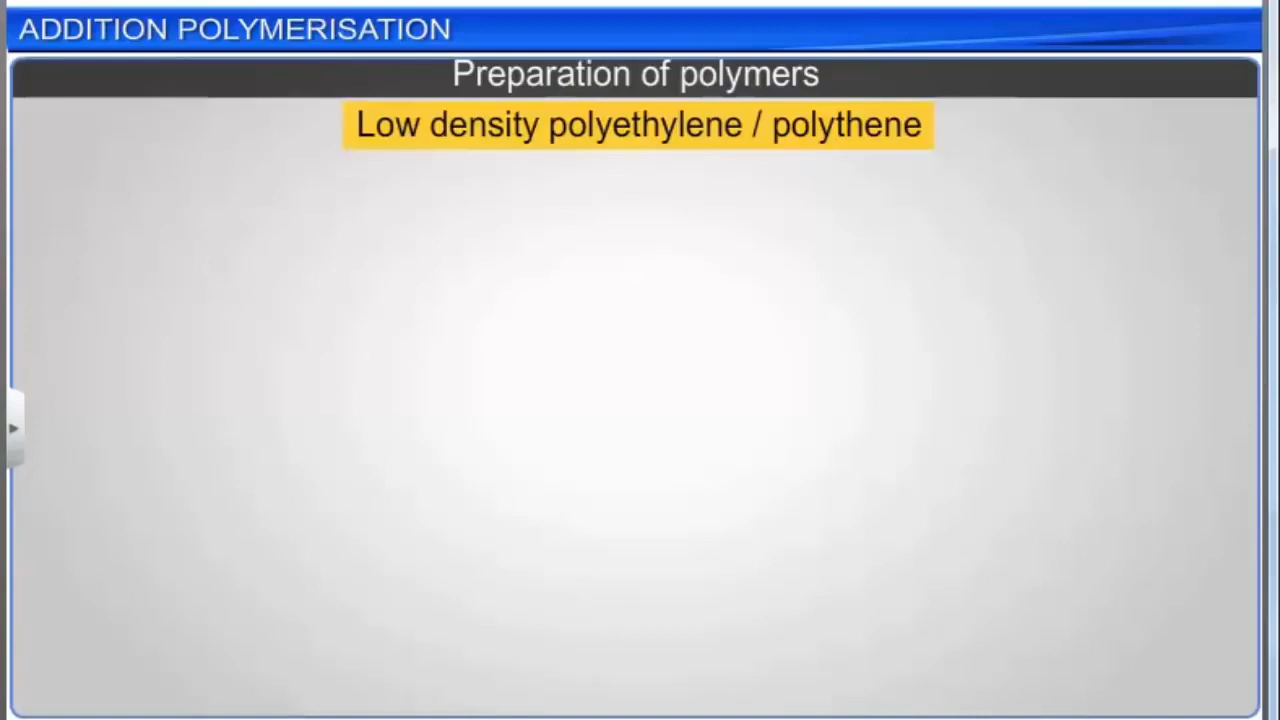 ADDITION POLYMERISATION
Preparation of polymers
Low density polyethylene / polythene